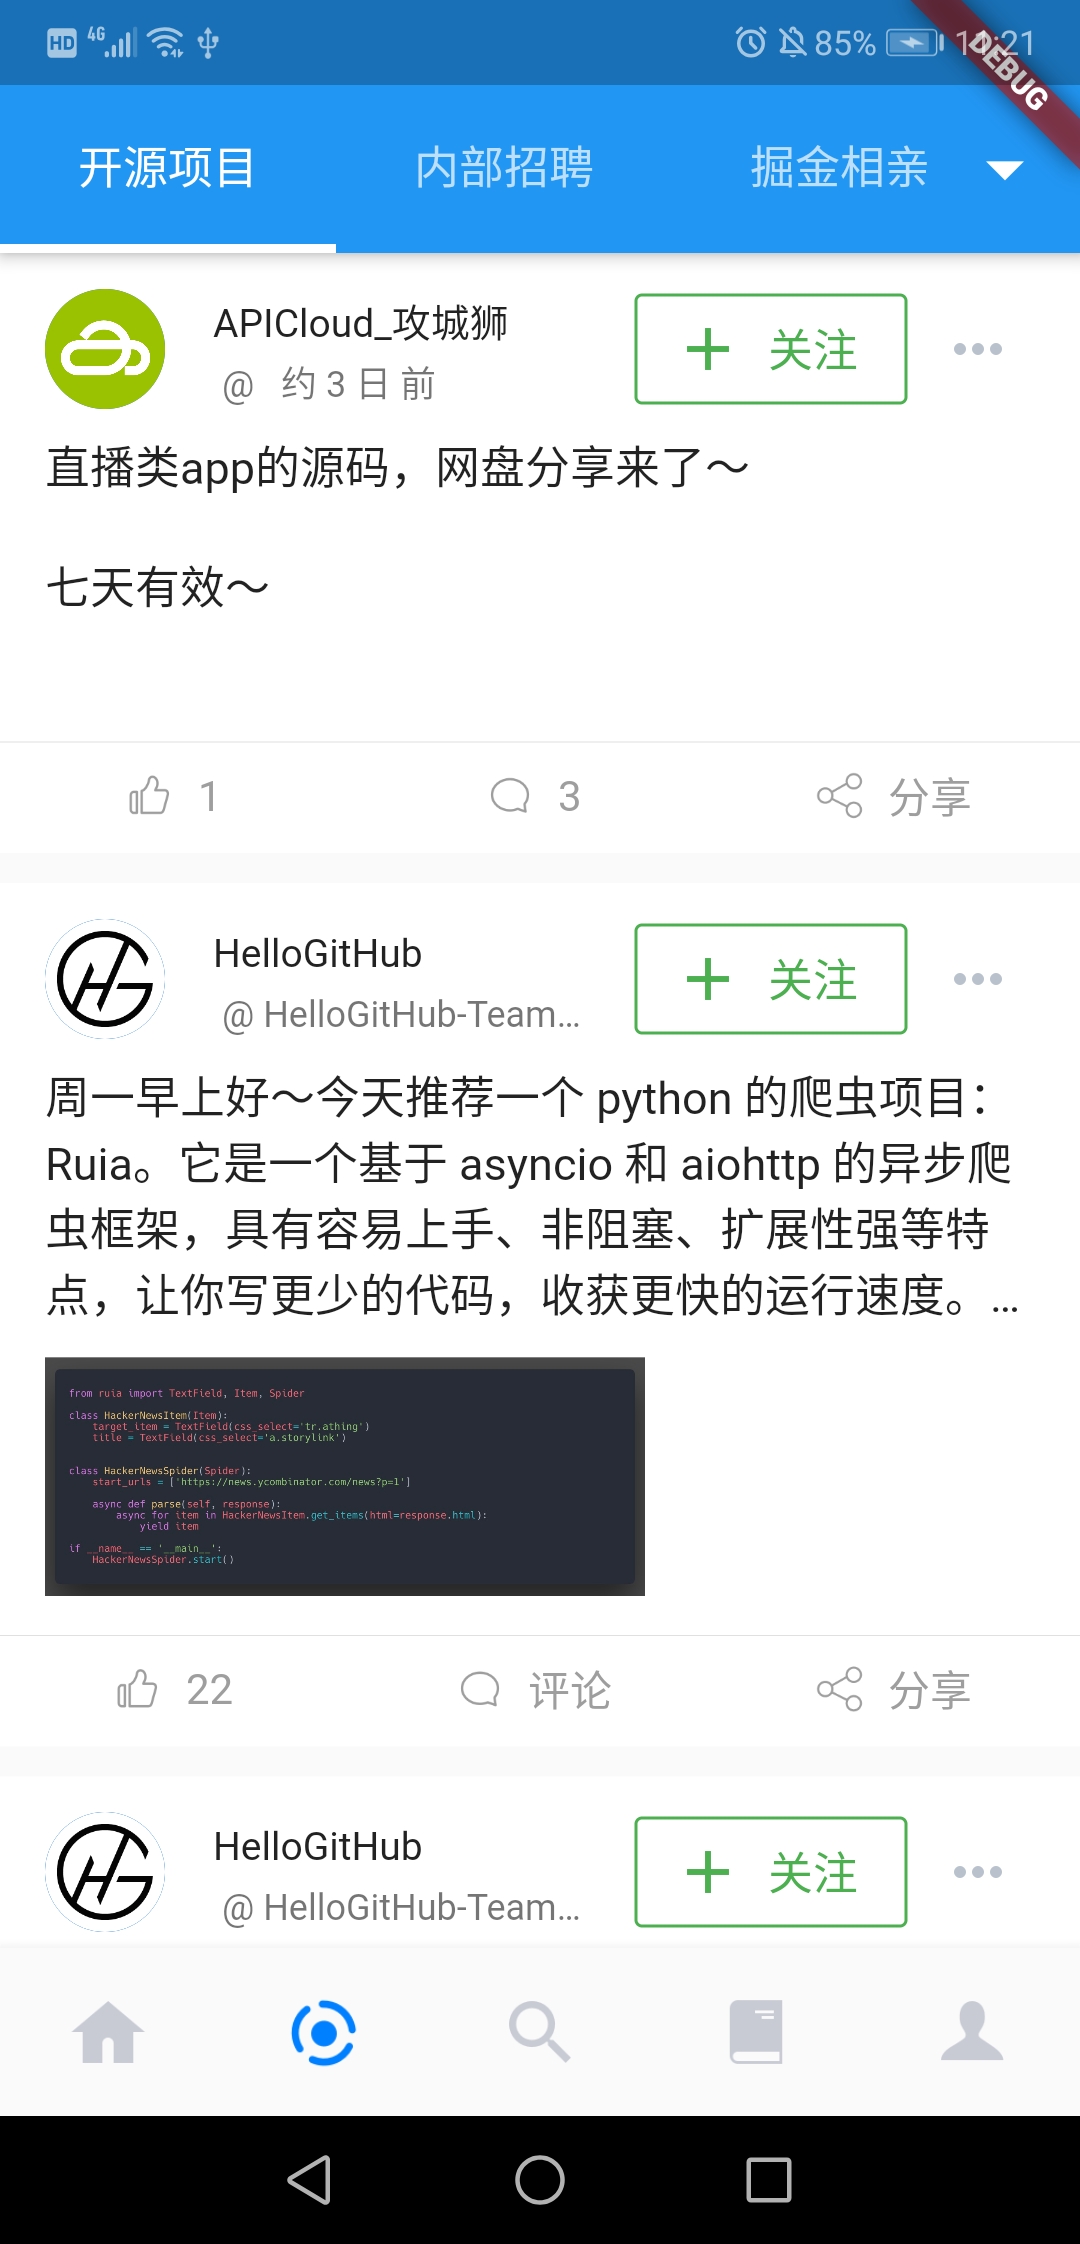 HD 4G 85% 11:21
DEBUG
开源项目 内部招聘 掘金相亲
APICloud_攻城狮
@ 约 3 日 前
+ 关注
直播类app的源码，网盘分享来了～
七天有效～
1 3 分享
HelloGitHub
@ HelloGitHub-Team...
+ 关注
周一早上好～今天推荐一个 python 的爬虫项目：
Ruia。它是一个基于 asyncio 和 aiohttp 的异步爬
虫框架，具有容易上手、非阻塞、扩展性强等特
点，让你写更少的代码，收获更快的运行速度。...
from ruia import TextField, Item, Spider
class HackerNewsItem(Item):
target_item = TextField(css_select='tr.athing')
title = TextField(css_select='a.storylink')
class HackerNewsSpider(Spider):
start_urls = ['https://news.ycombinator.com/news?p=1']
async def parse(self, response):
async for item in HackerNewsItem.get_items(html=response.html):
yield item
if __name__ == '__main__':
HackerNewsSpider.start()
22 评论 分享
HelloGitHub
@ HelloGitHub-Team...
+ 关注